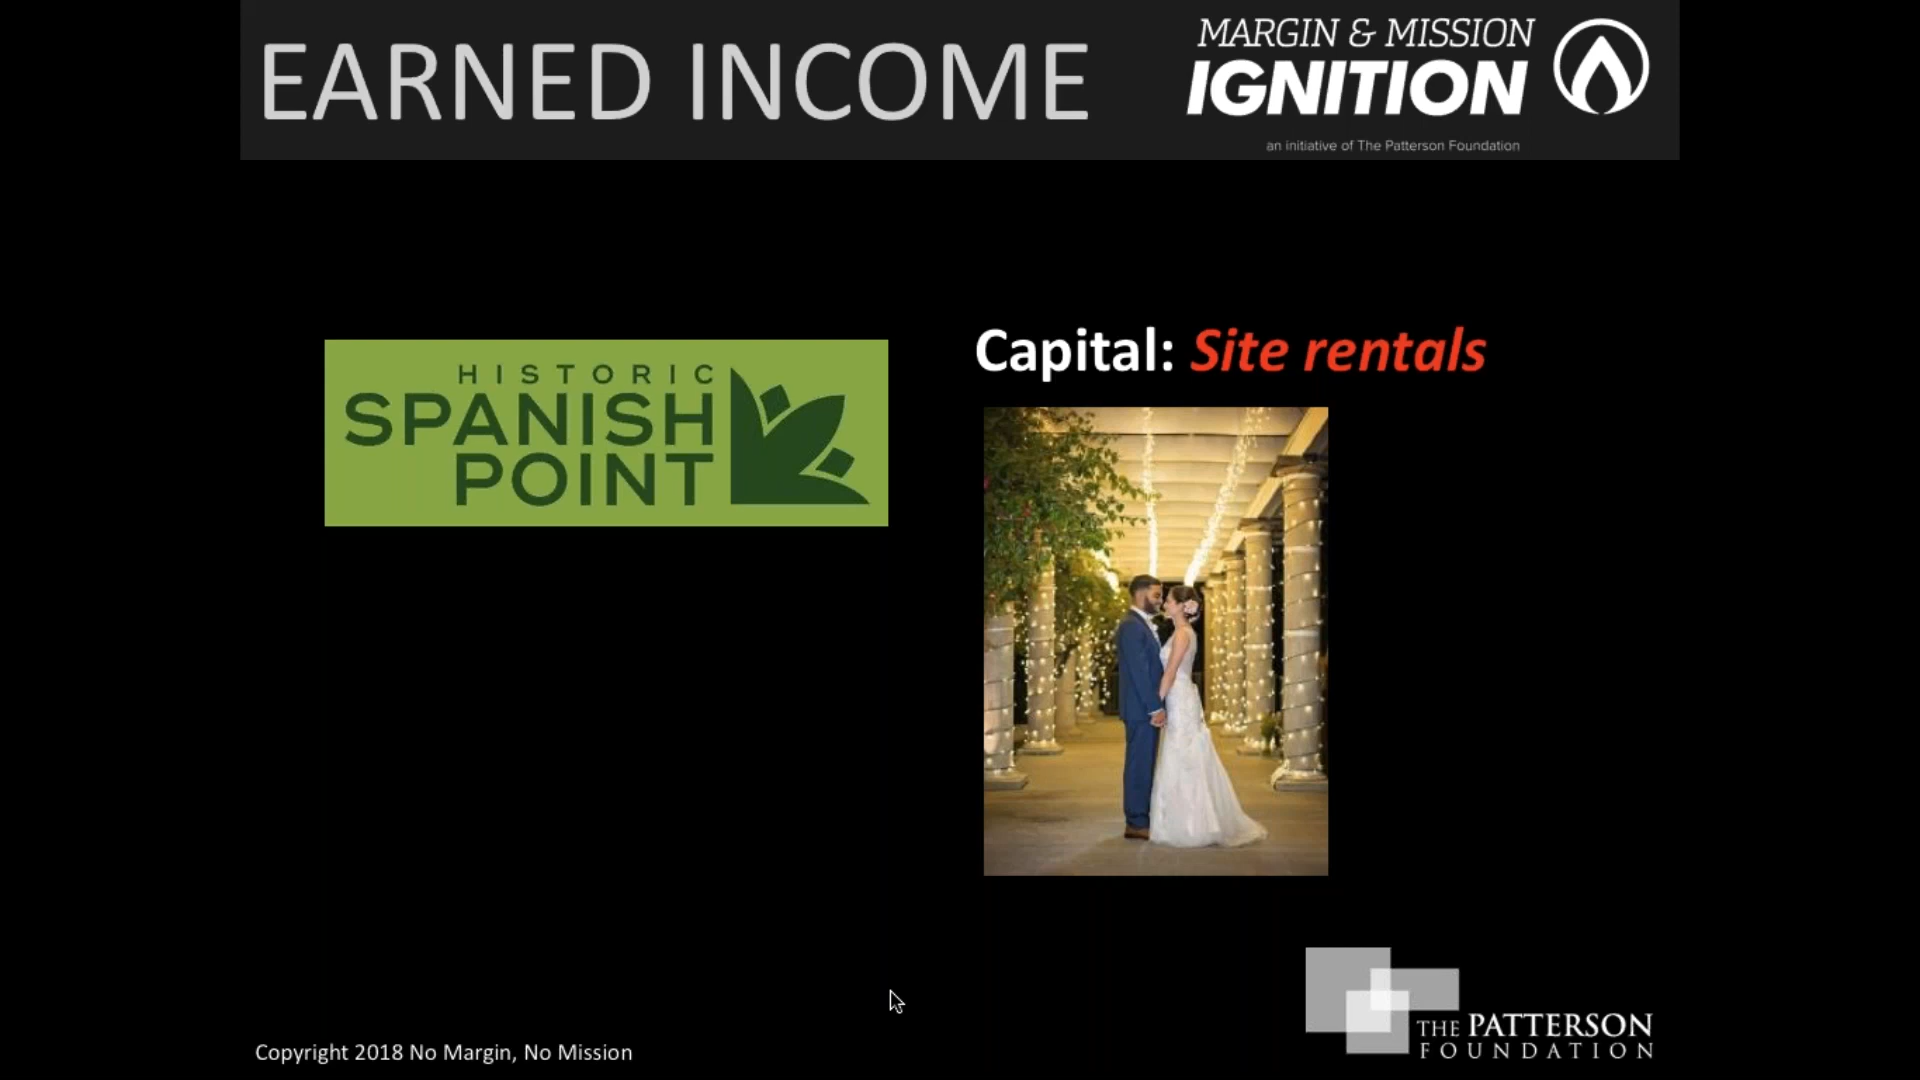 EARNED INCOME
MARGIN & MISSION
IGNITION
an initiative of The Patterson Foundation
HISTORIC
SPANISH
POINT
Capital: Site rentals
THE PATTERSON
FOUNDATION
Copyright 2018 No Margin, No Mission